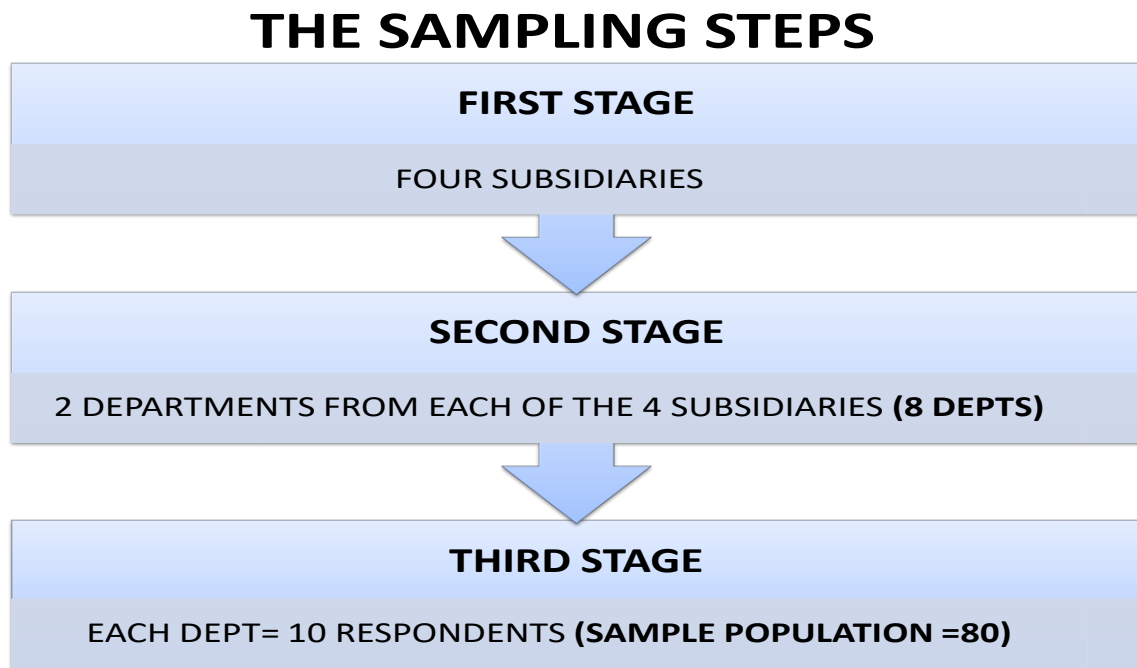 THE SAMPLING STEPS
FIRST STAGE
FOUR SUBSIDIARIES
SECOND STAGE
2 DEPARTMENTS FROM EACH OF THE 4 SUBSIDIARIES (8 DEPTS)
THIRD STAGE
EACH DEPT= 10 RESPONDENTS (SAMPLE POPULATION =80)